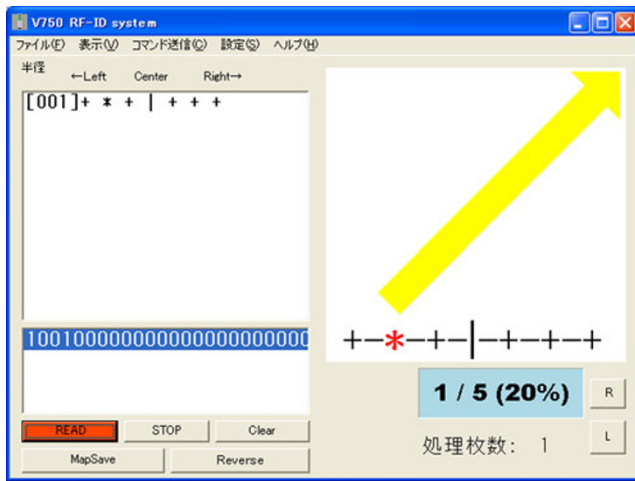 V750 RF-ID system
ファイル(F) 表示(V) コマンド送信(C) 設定(S) ヘルプ(H)
半径 ←Left Center Right→
[001]+ * + | + + +
100100000000000000000000
+-*-+-|-+-+-+
1 / 5 (20%)
R
処理枚数: 1
L
READ STOP Clear
MapSave Reverse